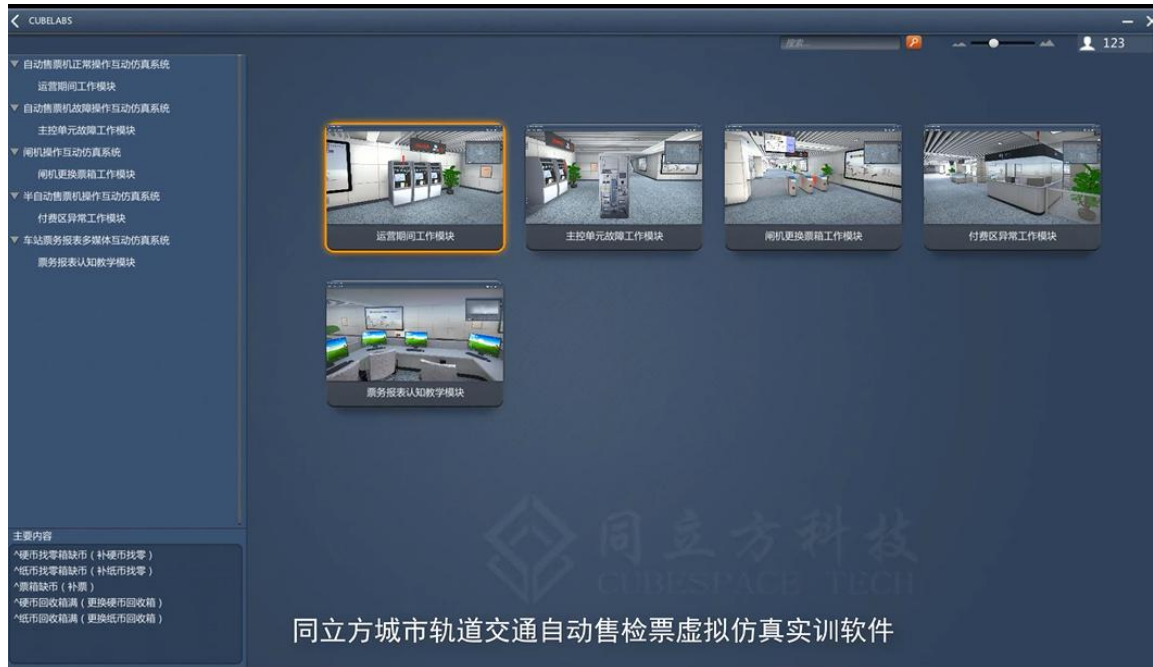 CUBELABS
搜索...
123
自动售票机正常操作互动仿真系统
运营期间工作模块
自动售票机故障操作互动仿真系统
主控单元故障工作模块
闸机操作互动仿真系统
闸机更换票箱工作模块
半自动售票机操作互动仿真系统
付费区异常工作模块
车站票务报表多媒体互动仿真系统
票务报表认知教学模块
运营期间工作模块
主控单元故障工作模块
闸机更换票箱工作模块
付费区异常工作模块
票务报表认知教学模块
主要内容
^硬币找零箱缺币（补硬币找零）
^纸币找零箱缺币（补纸币找零）
^票箱缺币（补票）
^硬币回收箱满（更换硬币回收箱）
^纸币回收箱满（更换纸币回收箱）
同立方科技
CUBESPACE TECH
同立方城市轨道交通自动售检票虚拟仿真实训软件